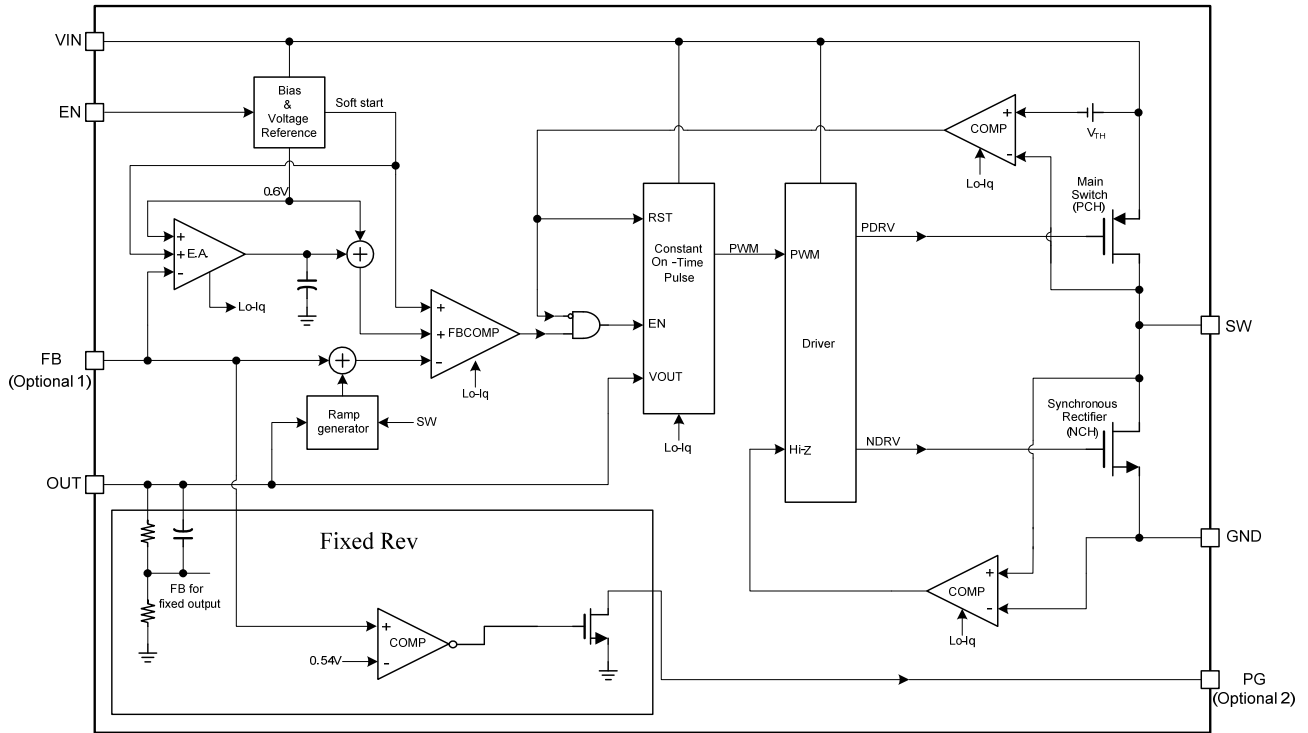 VIN
EN
Bias
&
Voltage
Reference
Soft start
0.6V
+
+ E.A.
-
Lo-Iq
+
+
FB
(Optional 1)
+
+ FBCOMP
-
Lo-Iq
Ramp
generator
SW
OUT
RST
Constant
On -Time
Pulse
EN
VOUT
Lo-Iq
PWM
PWM
Driver
Hi-Z
PDRV
NDRV
+
COMP
-
Lo-Iq
VTH
Main
Switch
(PCH)
SW
Synchronous
Rectifier
(NCH)
GND
+
COMP
-
Lo-Iq
Fixed Rev
FB for
fixed output
+
COMP
0.54V
-
PG
(Optional 2)